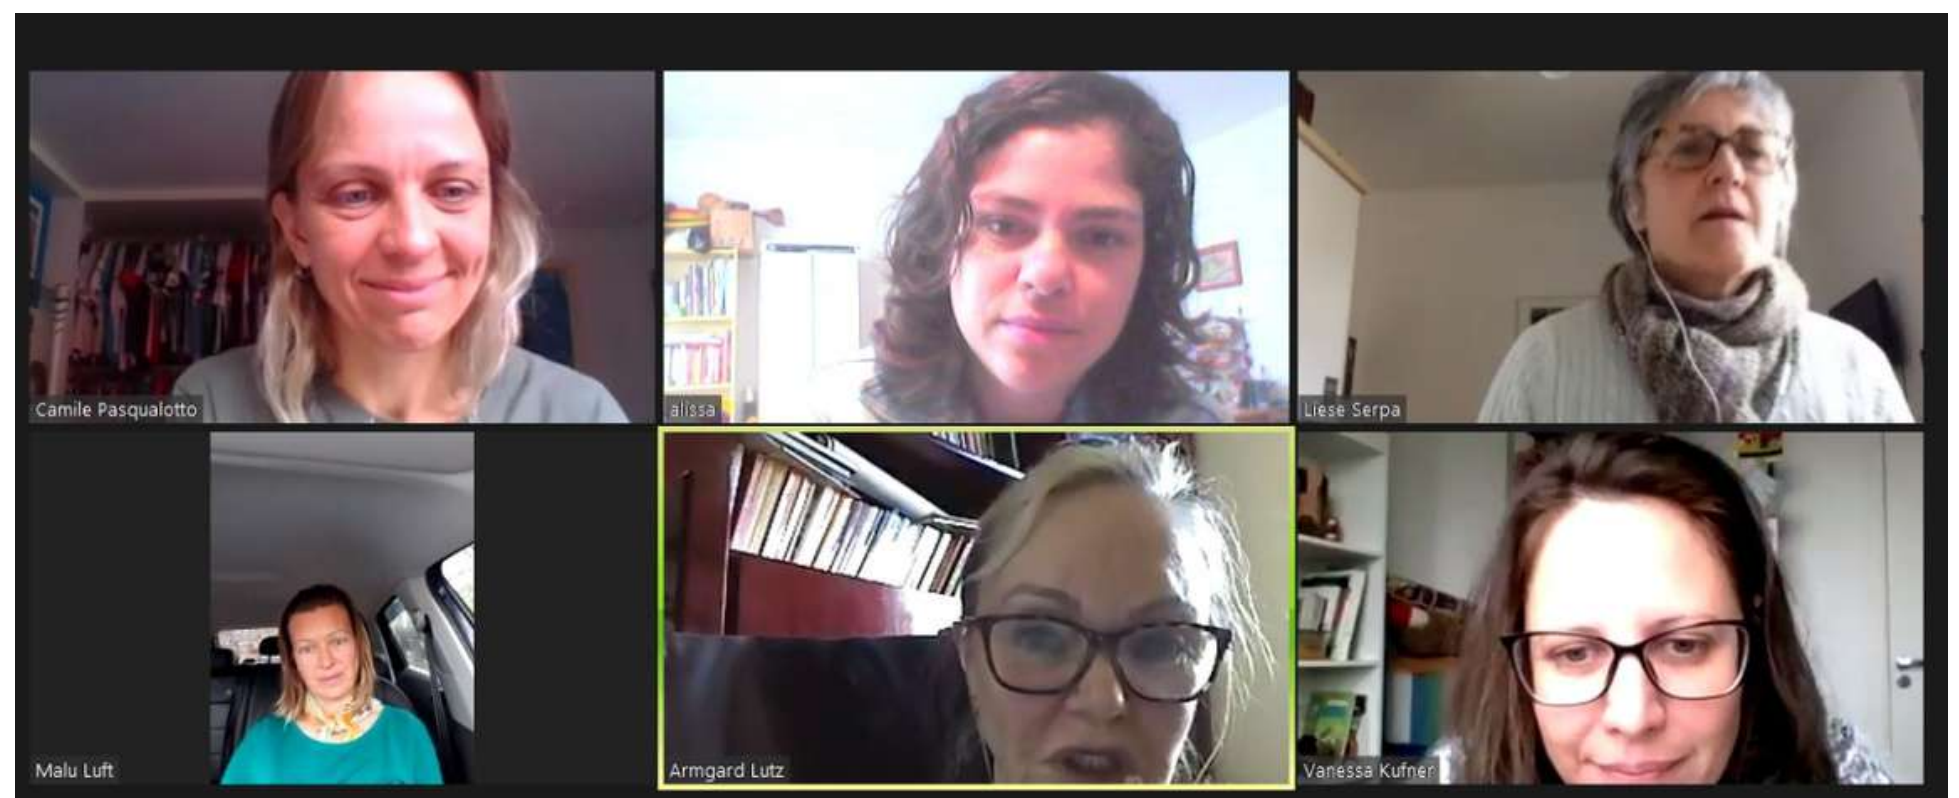 Camile Pasqualotto
alissa
Liese Serpa
Malu Luft
Armgard Lutz
Vanessa Kufner